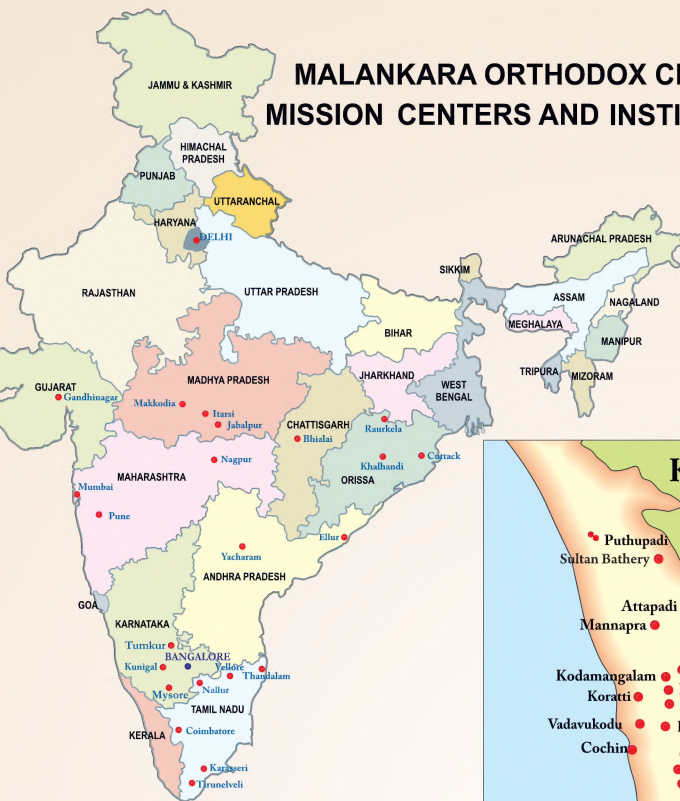 MALANKARA ORTHODOX
MISSION CENTERS AND
JAMMU & KASHMIR
HIMACHAL
PRADESH
PUNJAB
UTTARANCHAL
HARYANA
DELHI
RAJASTHAN
UTTAR PRADESH
SIKKIM
ARUNACHAL PRADESH
ASSAM
NAGALAND
MEGHALAYA
MANIPUR
TRIPURA
MIZORAM
BIHAR
JHARKHAND
WEST
BENGAL
GUJARAT
Gandhinagar
MADHYA PRADESH
Makkodia
Itarsi
Jabalpur
CHATTISGARH
Bhialai
Raurkela
Khalhandi
Cuttack
ORISSA
MAHARASHTRA
Nagpur
Mumbai
Pune
Ellur
Yacharam
ANDHRA PRADESH
GOA
KARNATAKA
Tumkur
BANGALORE
Kunigal
Vellore
Thandalam
Mysore
Nallur
TAMIL NADU
KERALA
Coimbatore
Karasseri
Tirunelveli
Puthupadi
Sultan Bathery
Attapadi
Mannapra
Kodamangalam
Koratti
Vadavukodu
Cochin